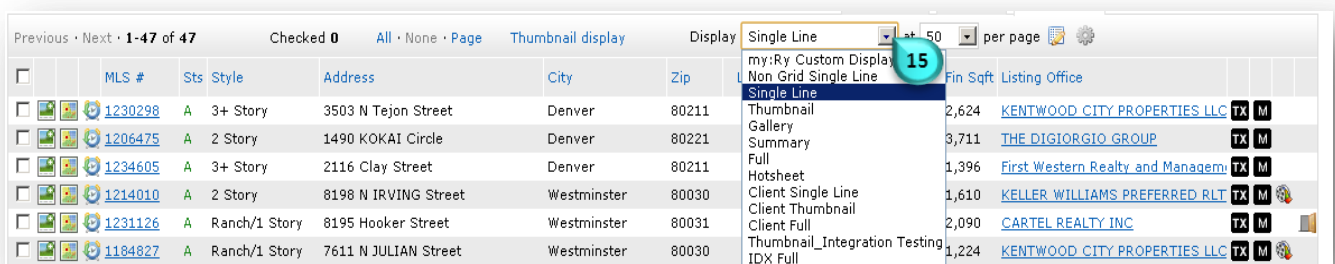 Previous · Next · 1-47 of 47 Checked 0 All · None · Page Thumbnail display Display Single Line at 50 per page
15
MLS # Sts Style Address City Zip Fin Sqft Listing Office
1230298 A 3+ Story 3503 N Tejon Street Denver 80211 2,624 KENTWOOD CITY PROPERTIES LLC TX M
1206475 A 2 Story 1490 KOKAI Circle Denver 80221 3,711 THE DIGIORGIO GROUP TX M
1234605 A 3+ Story 2116 Clay Street Denver 80211 1,396 First Western Realty and Managem TX M
1214010 A 2 Story 8198 N IRVING Street Westminster 80030 1,610 KELLER WILLIAMS PREFERRED RLT TX M
1231126 A Ranch/1 Story 8195 Hooker Street Westminster 80031 2,090 CARTEL REALTY INC TX M
1184827 A Ranch/1 Story 7611 N JULIAN Street Westminster 80030 1,224 KENTWOOD CITY PROPERTIES LLC TX M
my:Ry Custom Display
Non Grid Single Line
Single Line
Thumbnail
Gallery
Summary
Full
Hotsheet
Client Single Line
Client Thumbnail
Client Full
Thumbnail_Integration Testing
IDX Full